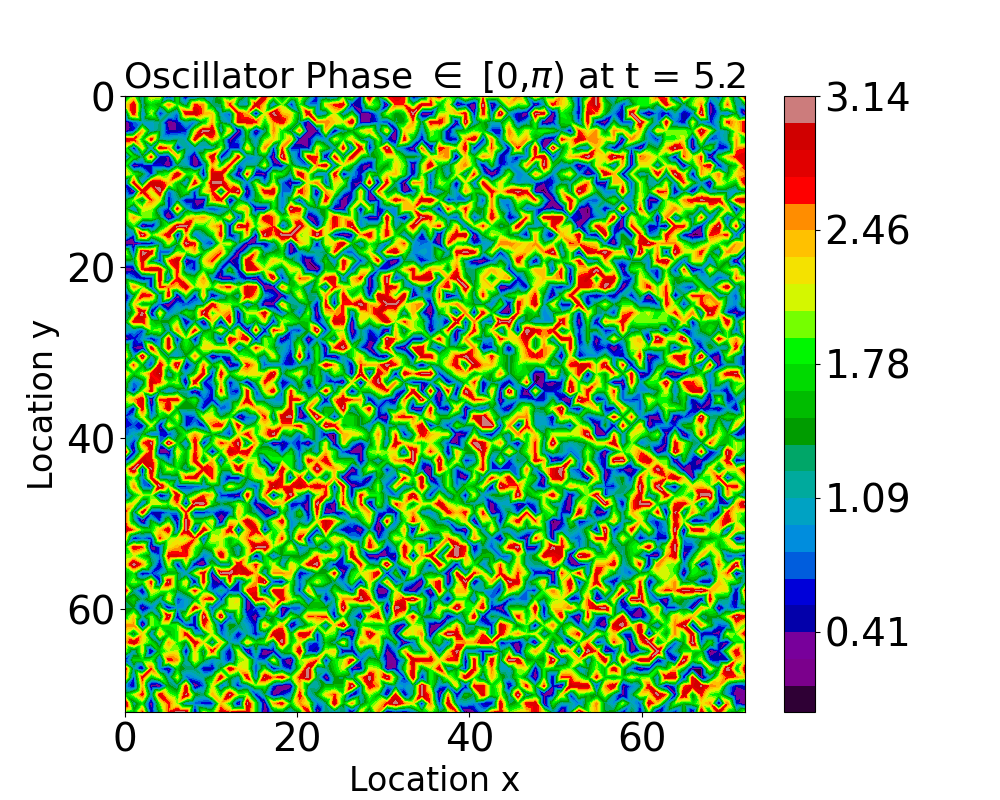 Oscillator Phase ∈ [0,π) at t = 5.2
0
20
40
60
Location y
0 20 40 60
Location x
3.14
2.46
1.78
1.09
0.41